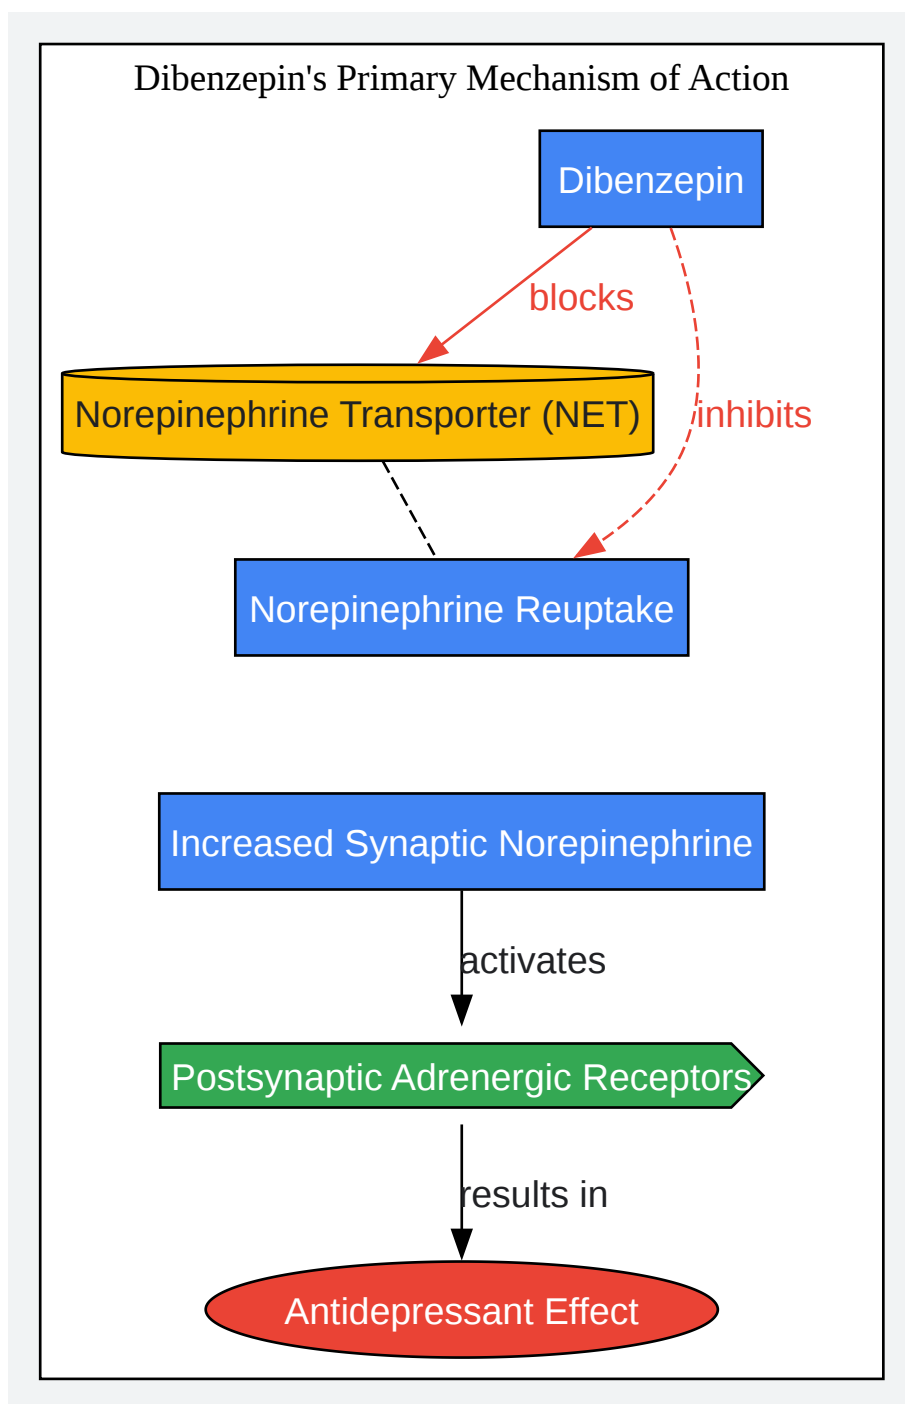 Dibenzepin's Primary Mechanism of Action
Dibenzepin
blocks
Norepinephrine Transporter (NET)
inhibits
Norepinephrine Reuptake
Increased Synaptic Norepinephrine
activates
Postsynaptic Adrenergic Receptors
results in
Antidepressant Effect